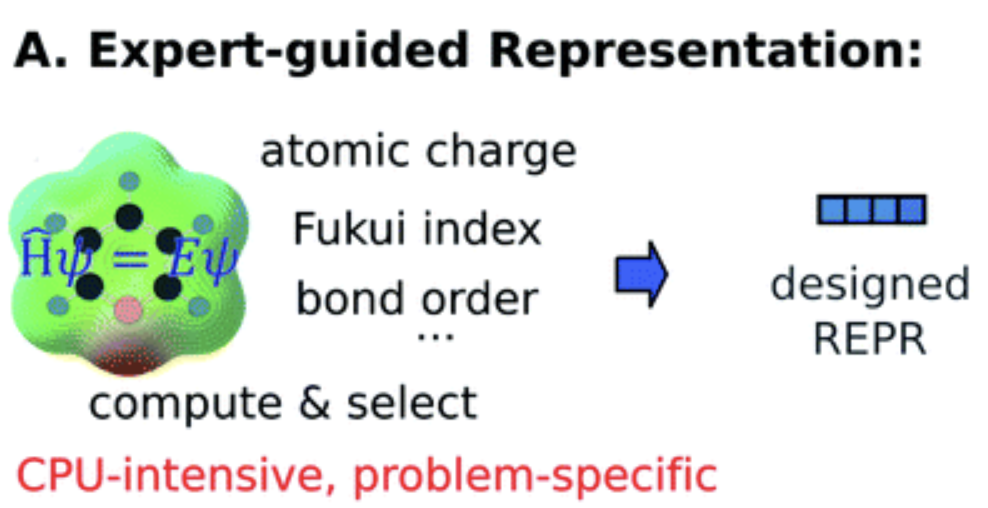 A. Expert-guided Representation:
atomic charge
Fukui index
Ĥψ = Eψ
bond order
...
designed
REPR
compute & select
CPU-intensive, problem-specific